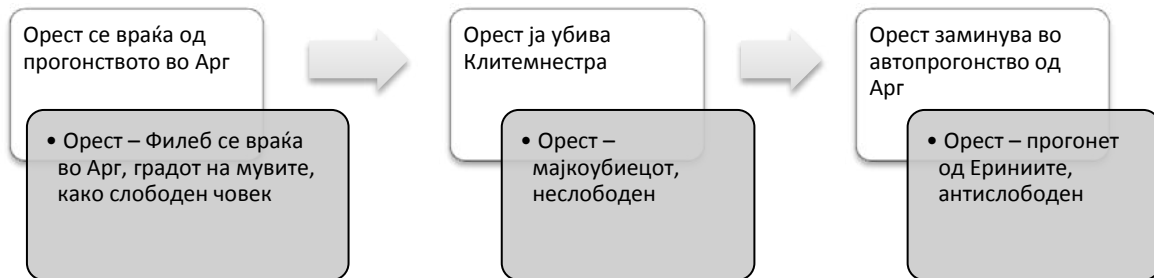 Орест се враќа од
прогонството во Арг
• Орест – Филеб се враќа
во Арг, градот на мувите,
како слободен човек
Орест ја убива
Клитемнестра
• Орест –
мајкоубиецот,
неслободен
Орест заминува во
автопрогонство од
Арг
• Орест – прогонет
од Ериниите,
антислободен